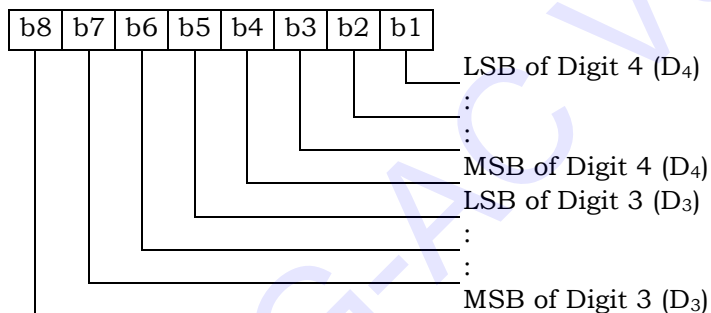 b8 b7 b6 b5 b4 b3 b2 b1
LSB of Digit 4 (D₄)
:
:
MSB of Digit 4 (D₄)
LSB of Digit 3 (D₃)
:
:
MSB of Digit 3 (D₃)
G-AC